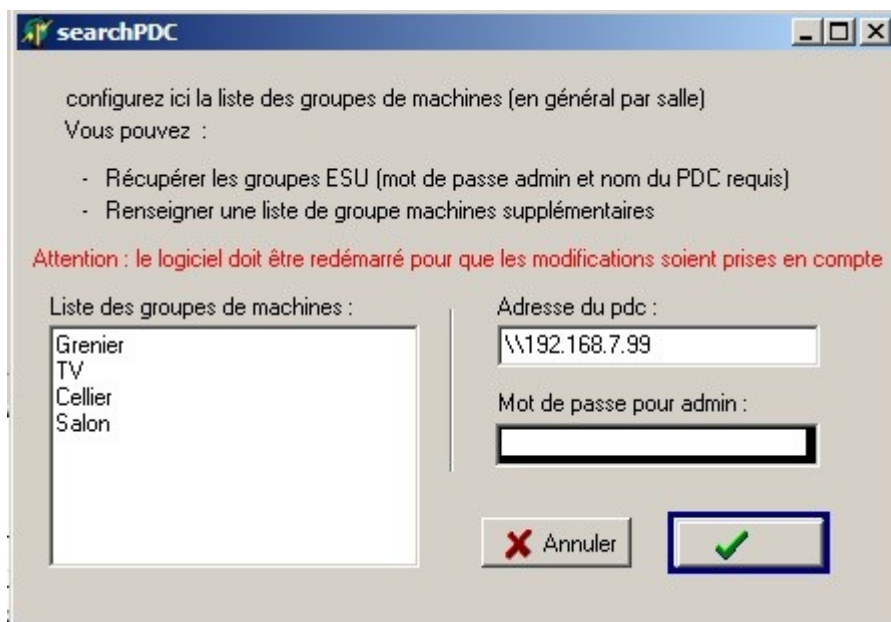 searchPDC
configurez ici la liste des groupes de machines (en général par salle)
Vous pouvez :
- Récupérer les groupes ESU (mot de passe admin et nom du PDC requis)
- Renseigner une liste de groupe machines supplémentaires
Attention : le logiciel doit être redémarré pour que les modifications soient prises en compte
Liste des groupes de machines :
Grenier
TV
Cellier
Salon
Adresse du pdc :
\\192.168.7.99
Mot de passe pour admin :
Annuler